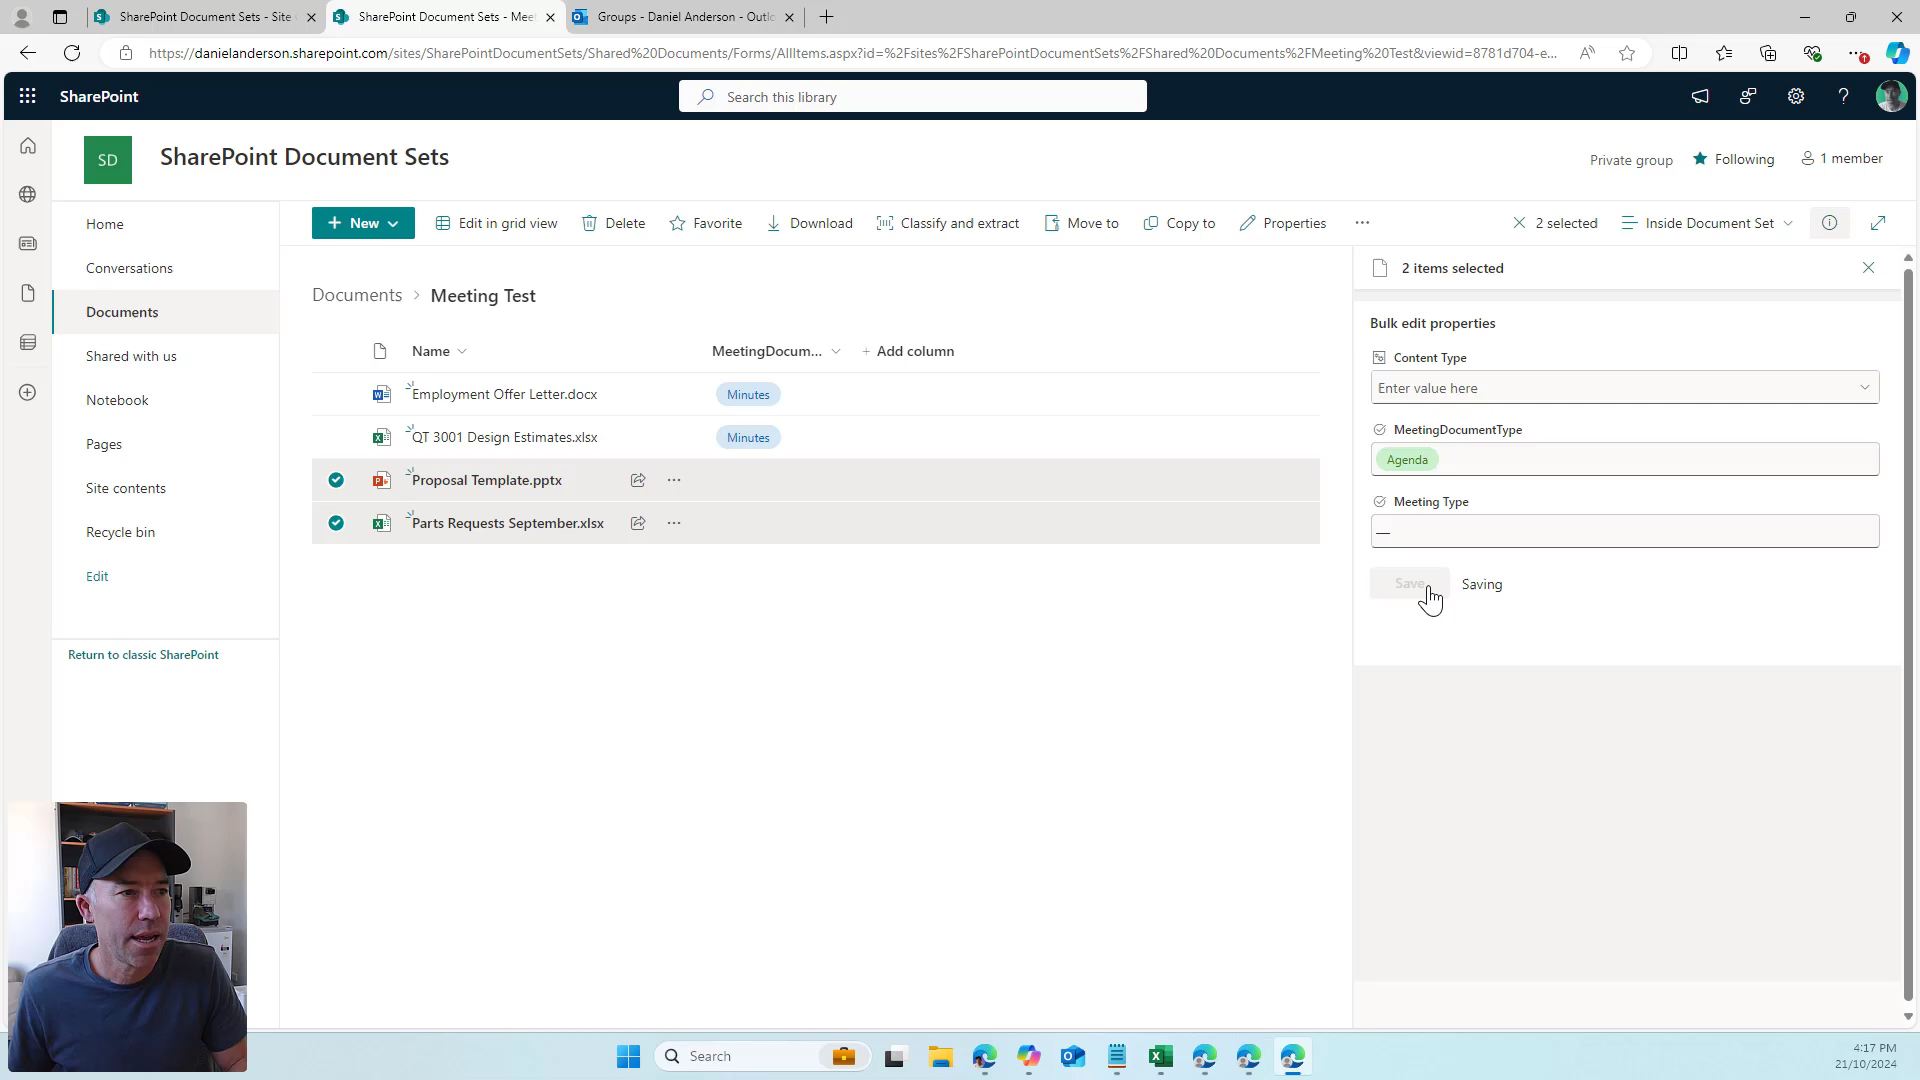 SharePoint Document Sets - Site
SharePoint Document Sets - Mee
Groups - Daniel Anderson - Outlo
https://danielanderson.sharepoint.com/sites/SharePointDocumentSets/Shared%20Documents/Forms/AllItems.aspx?id=%2Fsites%2FSharePointDocumentSets%2FShared%20Documents%2FMeeting%20Test&viewid=8781d704-e...
SharePoint
Search this library
SD
SharePoint Document Sets
Private group
Following
1 member
New
Edit in grid view
Delete
Favorite
Download
Classify and extract
Move to
Copy to
Properties
2 selected
Inside Document Set
Home
Conversations
Documents
Shared with us
Notebook
Pages
Site contents
Recycle bin
Edit
Return to classic SharePoint
Documents > Meeting Test
Name
MeetingDocum...
+ Add column
Employment Offer Letter.docx
Minutes
QT 3001 Design Estimates.xlsx
Minutes
Proposal Template.pptx
Parts Requests September.xlsx
2 items selected
Bulk edit properties
Content Type
Enter value here
MeetingDocumentType
Agenda
Meeting Type
—
Save
Saving
Search
4:17 PM
21/10/2024